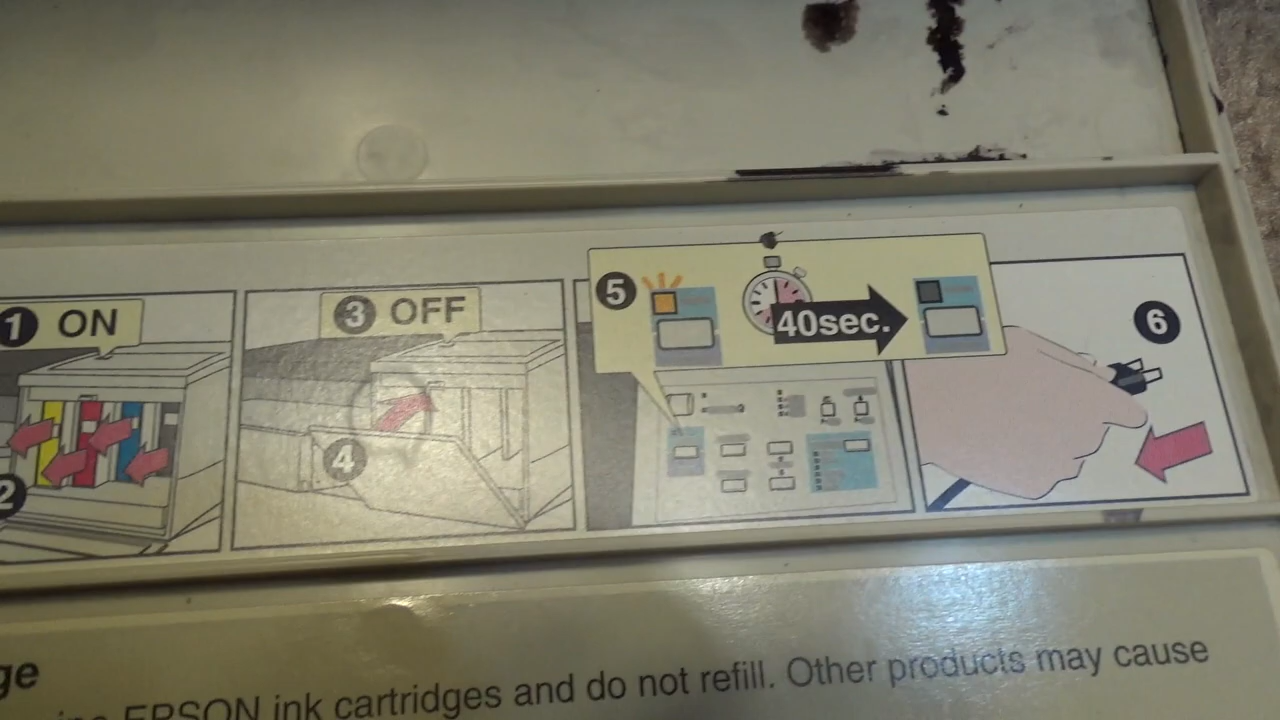 1 ON
2
3 OFF
4
5
40sec.
6
ge
EPSON ink cartridges and do not refill. Other products may cause